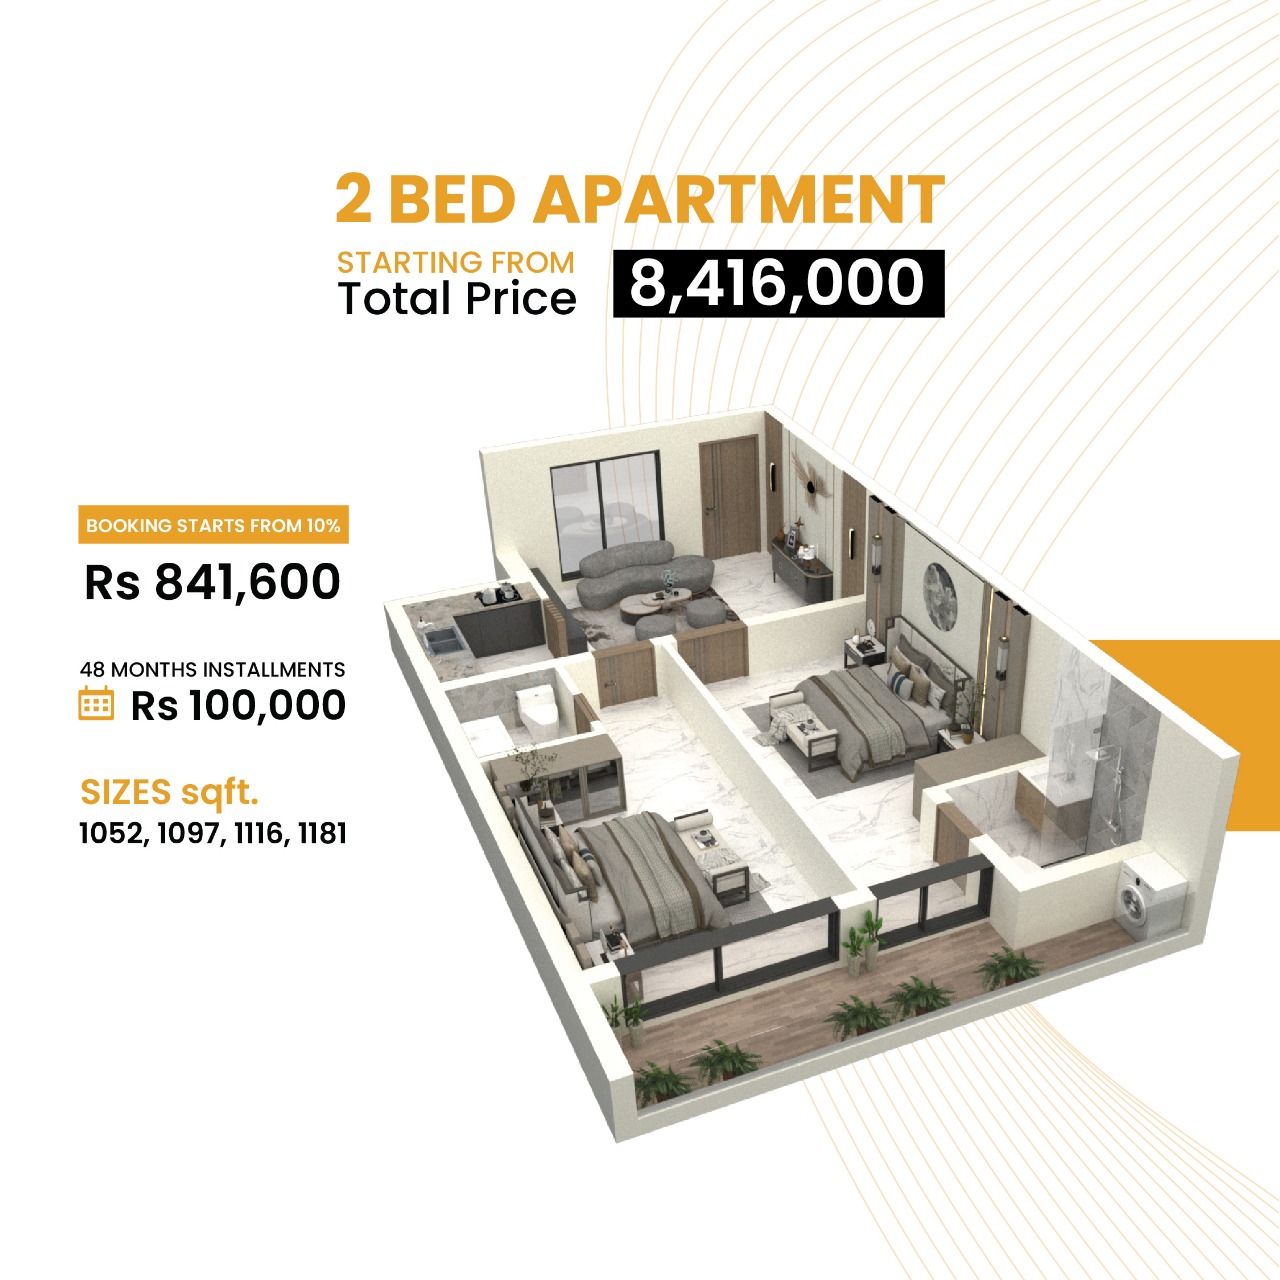 2 BED APARTMENT
STARTING FROM
Total Price
8,416,000
BOOKING STARTS FROM 10%
Rs 841,600
48 MONTHS INSTALLMENTS
Rs 100,000
SIZES sqft.
1052, 1097, 1116, 1181